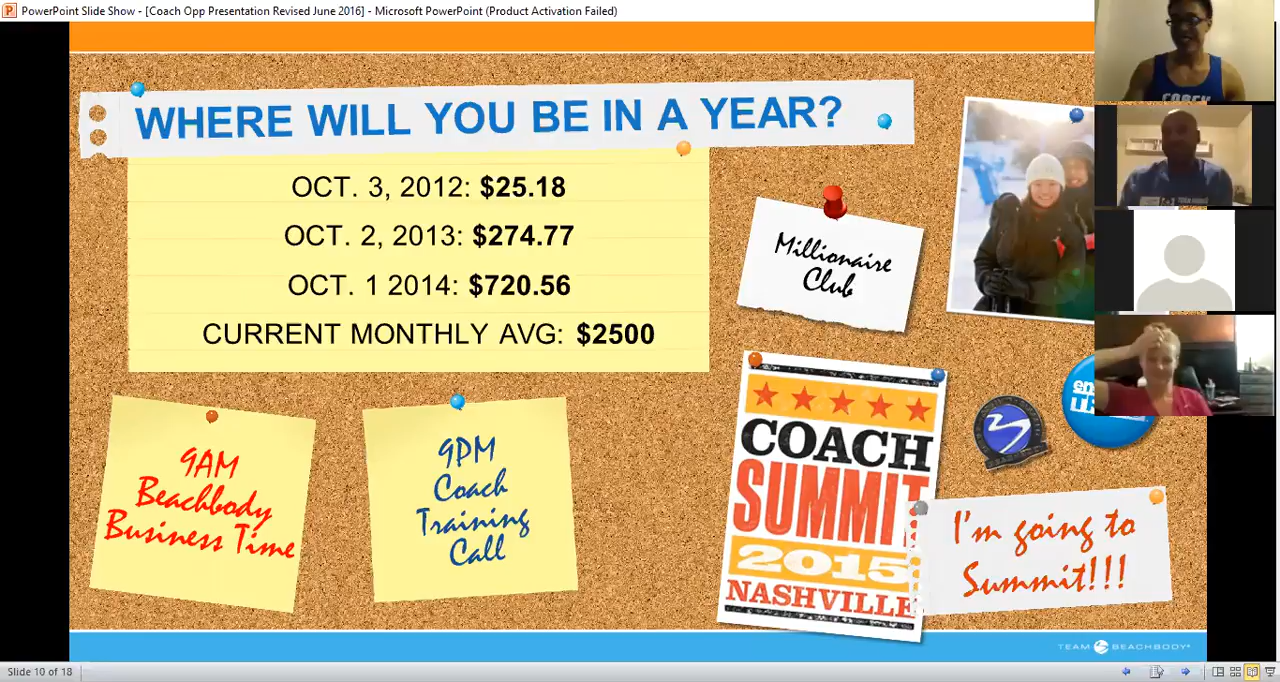 PowerPoint Slide Show - [Coach Opp Presentation Revised June 2016] - Microsoft PowerPoint (Product Activation Failed)
WHERE WILL YOU BE IN A YEAR?
OCT. 3, 2012: $25.18
OCT. 2, 2013: $274.77
OCT. 1 2014: $720.56
CURRENT MONTHLY AVG: $2500
Millionaire
Club
9AM
Beachbody
Business Time
9PM
Coach
Training
Call
COACH
SUMMIT
2015
NASHVILLE
I'm going to
Summit!!!
TEAM BEACHBODY
Slide 10 of 18